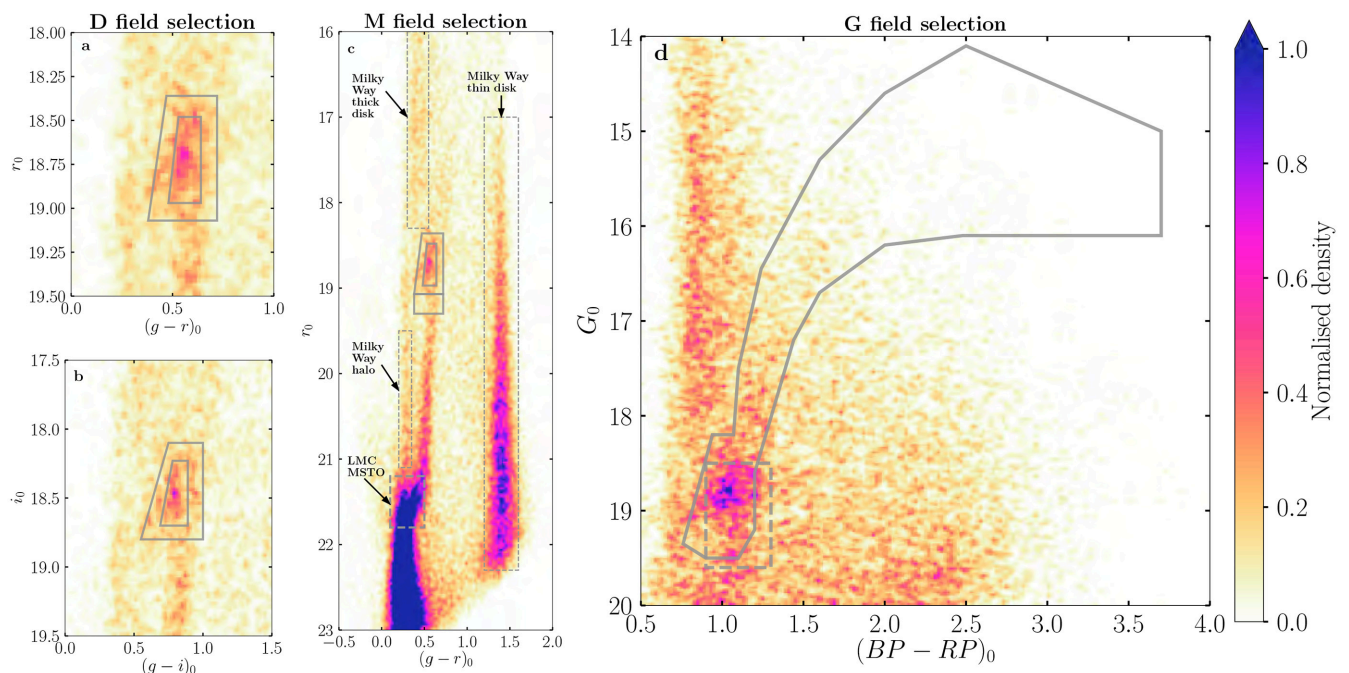 D field selection
a
18.00
18.25
18.50
18.75
19.00
19.25
19.50
r₀
0.0 0.5 1.0
(g − r)₀
b
17.5
18.0
18.5
19.0
19.5
i₀
0.0 0.5 1.0 1.5
(g − i)₀
M field selection
c
16
17
18
19
20
21
22
23
r₀
Milky
Way
thick
disk
Milky Way
thin disk
Milky
Way
halo
LMC
MSTO
−0.5 0.0 0.5 1.0 1.5 2.0
(g − r)₀
G field selection
d
14
15
16
17
18
19
20
G₀
0.5 1.0 1.5 2.0 2.5 3.0 3.5 4.0
(BP − RP)₀
1.0
0.8
0.6
0.4
0.2
0.0
Normalised density